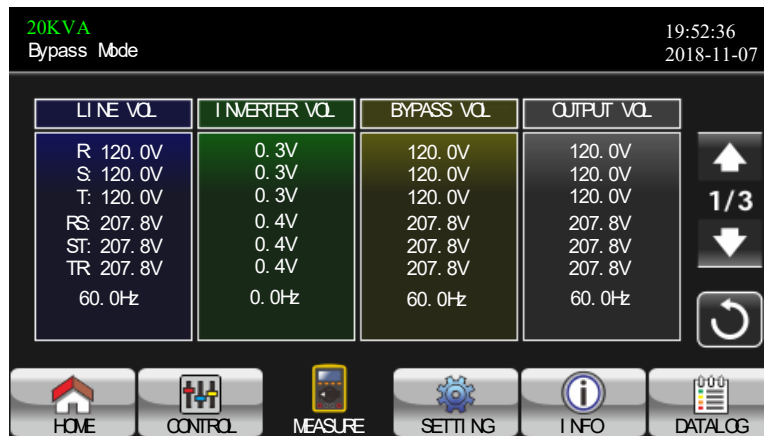 20KVA
Bypass Mode
19:52:36
2018-11-07
LINE VOL
INVERTER VOL
BYPASS VOL
OUTPUT VOL
R: 120.0V 0.3V 120.0V 120.0V
S: 120.0V 0.3V 120.0V 120.0V
T: 120.0V 0.3V 120.0V 120.0V
RS: 207.8V 0.4V 207.8V 207.8V
ST: 207.8V 0.4V 207.8V 207.8V
TR: 207.8V 0.4V 207.8V 207.8V
60.0Hz 0.0Hz 60.0Hz 60.0Hz
1/3
HOME
CONTROL
MEASURE
SETTING
INFO
DATALOG